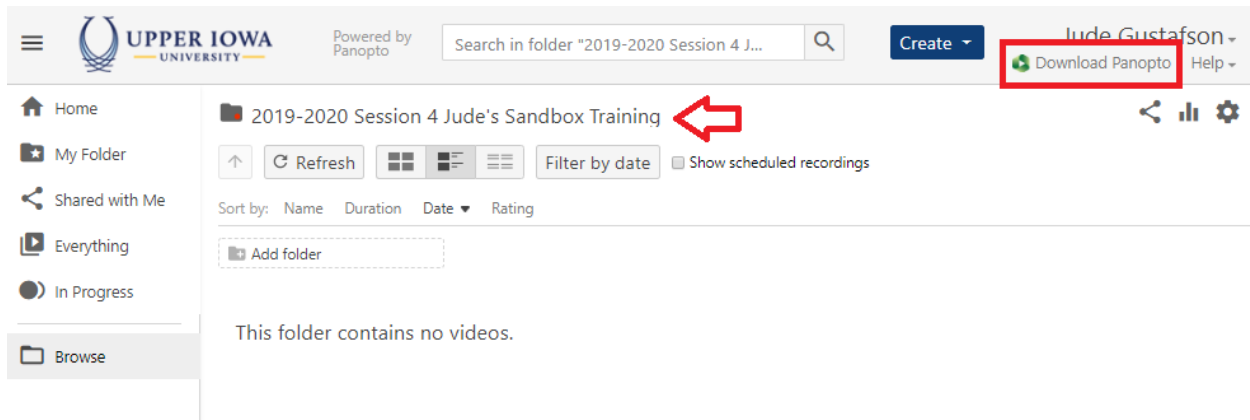 UPPER IOWA
UNIVERSITY
Powered by
Panopto
Search in folder "2019-2020 Session 4 J...
Create
Jude Gustafson
Download Panopto
Help
Home
My Folder
Shared with Me
Everything
In Progress
Browse
2019-2020 Session 4 Jude's Sandbox Training
Refresh
Filter by date
Show scheduled recordings
Sort by: Name Duration Date Rating
Add folder
This folder contains no videos.